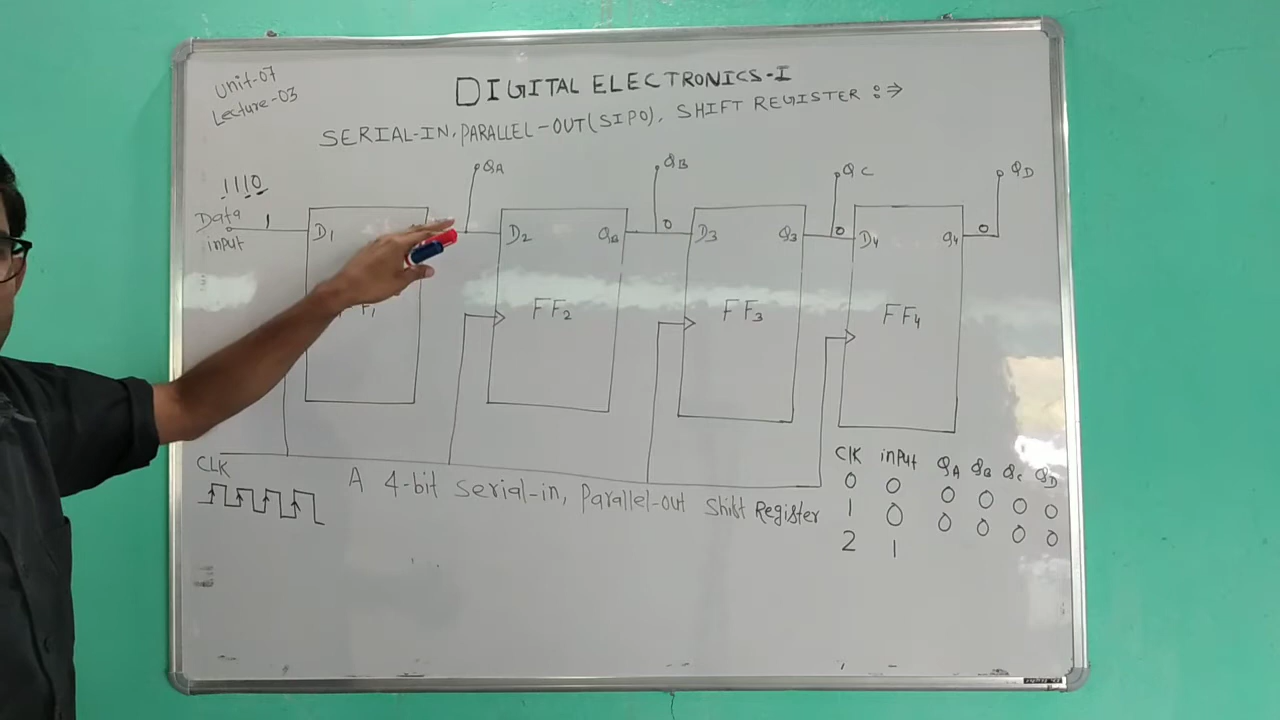 Unit-07
Lecture-03
DIGITAL ELECTRONICS-I
SERIAL-IN, PARALLEL-OUT(SIPO), SHIFT REGISTER :⇒
1110
Data input
1
QA
QB
QC
QD
D1
D2
QB
0
D3
Q3
0
D4
Q4
0
FF2
FF3
FF4
CLK
A 4-bit Serial-in, Parallel-out Shift Register
CLK input QA QB QC QD
0 0 0 0 0 0
1 0 0 0 0 0
2 1